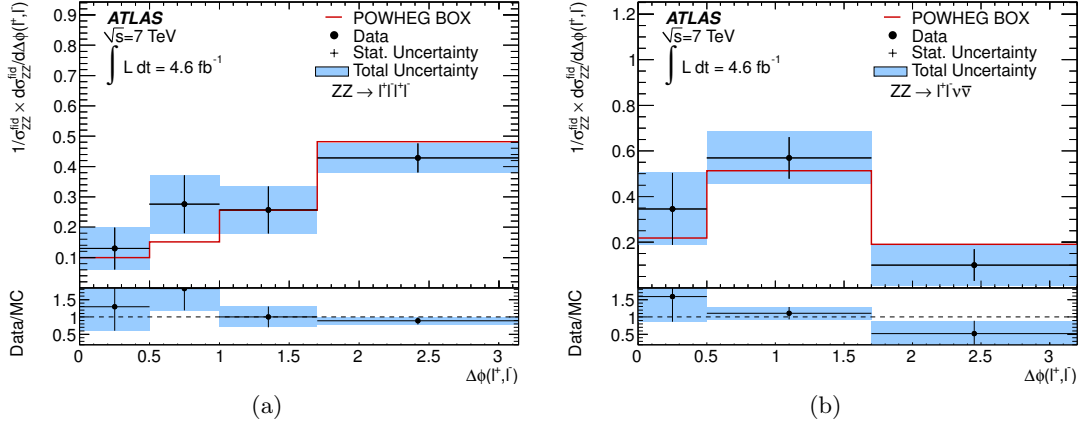 1/σ_ZZ^fid × dσ_ZZ^fid/dΔϕ(l⁺,l⁻)
ATLAS
√s=7 TeV
∫ L dt = 4.6 fb⁻¹
POWHEG BOX
Data
Stat. Uncertainty
Total Uncertainty
ZZ → l⁺l⁻l⁺l⁻
0.9
0.8
0.7
0.6
0.5
0.4
0.3
0.2
0.1
Data/MC
1.5
1
0.5
0 0.5 1 1.5 2 2.5 3
Δϕ(l⁺,l⁻)
(a)
1/σ_ZZ^fid × dσ_ZZ^fid/dΔϕ(l⁺,l⁻)
ATLAS
√s=7 TeV
∫ L dt = 4.6 fb⁻¹
POWHEG BOX
Data
Stat. Uncertainty
Total Uncertainty
ZZ → l⁺l⁻νν̅
1.2
1
0.8
0.6
0.4
0.2
Data/MC
1.5
1
0.5
0 0.5 1 1.5 2 2.5 3
Δϕ(l⁺,l⁻)
(b)